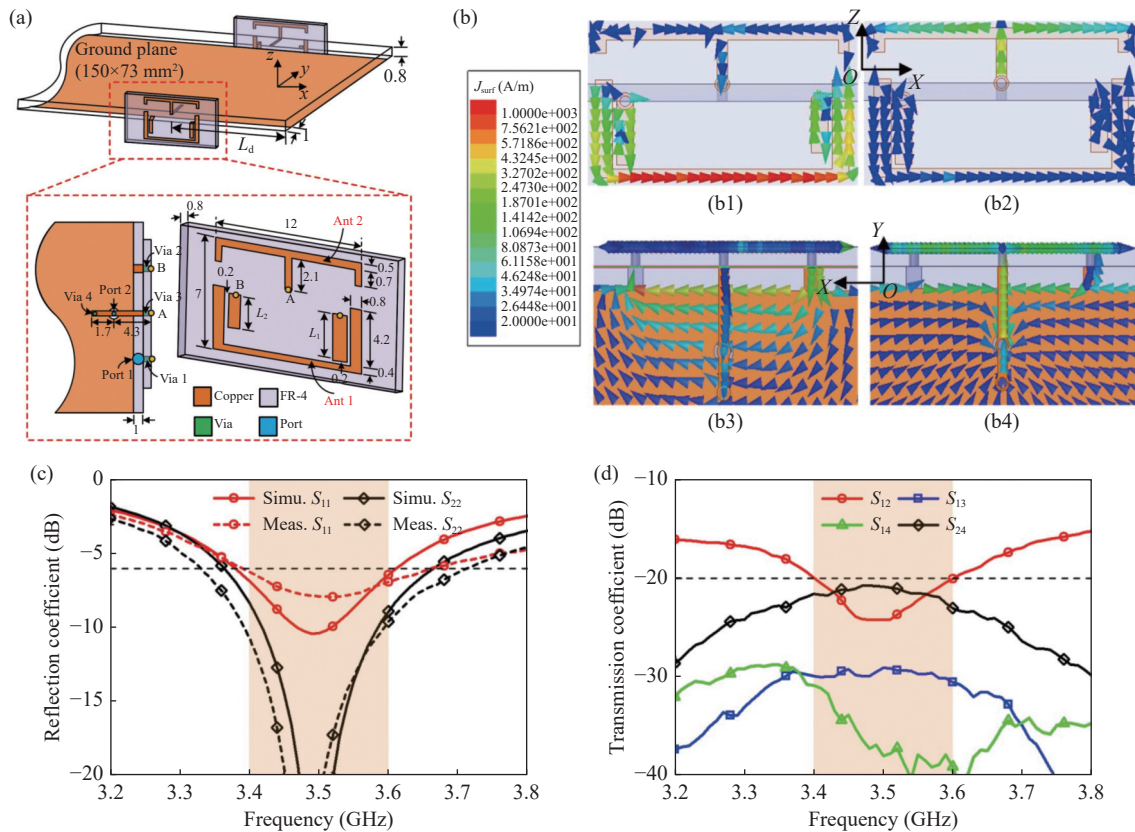 (a)
Ground plane
(150×73 mm²)
z
y
x
0.8
1
L_d
0.8
12
Ant 2
Via 2
B
Port 2
Via 4
Via 3
A
1.7
4.3
Port 1
Via 1
1
0.2
B
2.1
A
0.5
0.7
0.8
7
L₂
L₁
4.2
0.4
0.2
Ant 1
Copper
FR-4
Via
Port
(b)
J_surf (A/m)
1.0000e+003
7.5621e+002
5.7186e+002
4.3245e+002
3.2702e+002
2.4730e+002
1.8701e+002
1.4142e+002
1.0694e+002
8.0873e+001
6.1158e+001
4.6248e+001
3.4974e+001
2.6448e+001
2.0000e+001
Z
O
X
(b1)
(b2)
Y
X
O
(b3)
(b4)
(c)
Reflection coefficient (dB)
0
−5
−10
−15
−20
Simu. S₁₁
Simu. S₂₂
Meas. S₁₁
Meas. S₂₂
3.2
3.3
3.4
3.5
3.6
3.7
3.8
Frequency (GHz)
(d)
Transmission coefficient (dB)
−10
−20
−30
−40
S₁₂
S₁₃
S₁₄
S₂₄
3.2
3.3
3.4
3.5
3.6
3.7
3.8
Frequency (GHz)